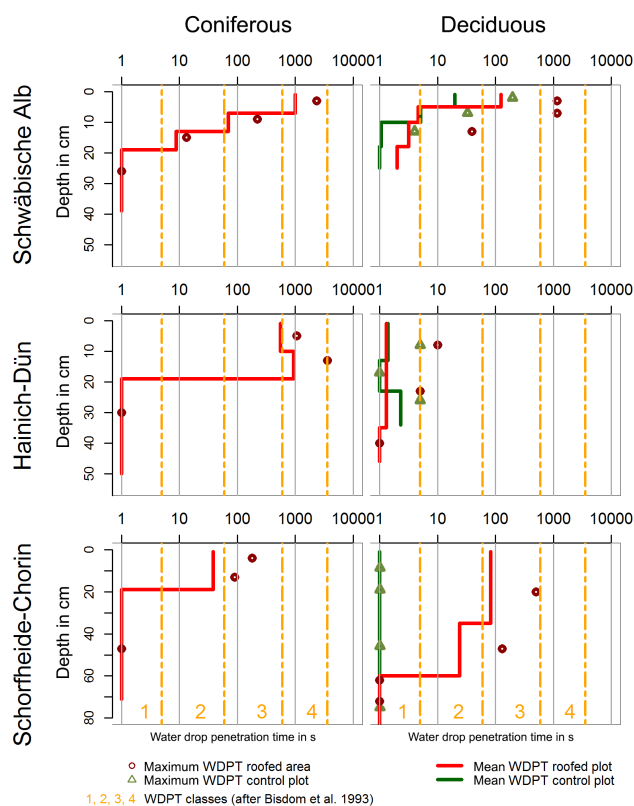 Coniferous Deciduous
1 10 100 1000 10000 1 10 100 1000 10000
Schwäbische Alb
Depth in cm
0 10 20 30 40 50
1 10 100 1000 10000 1 10 100 1000 10000
Hainich-Dün
Depth in cm
0 10 20 30 40 50
1 10 100 1000 10000 1 10 100 1000 10000
Schorfheide-Chorin
Depth in cm
0 20 40 60 80
1 2 3 4 1 2 3 4
Water drop penetration time in s Water drop penetration time in s
Maximum WDPT roofed area Mean WDPT roofed plot
Maximum WDPT control plot Mean WDPT control plot
1, 2, 3, 4 WDPT classes (after Bisdom et al. 1993)